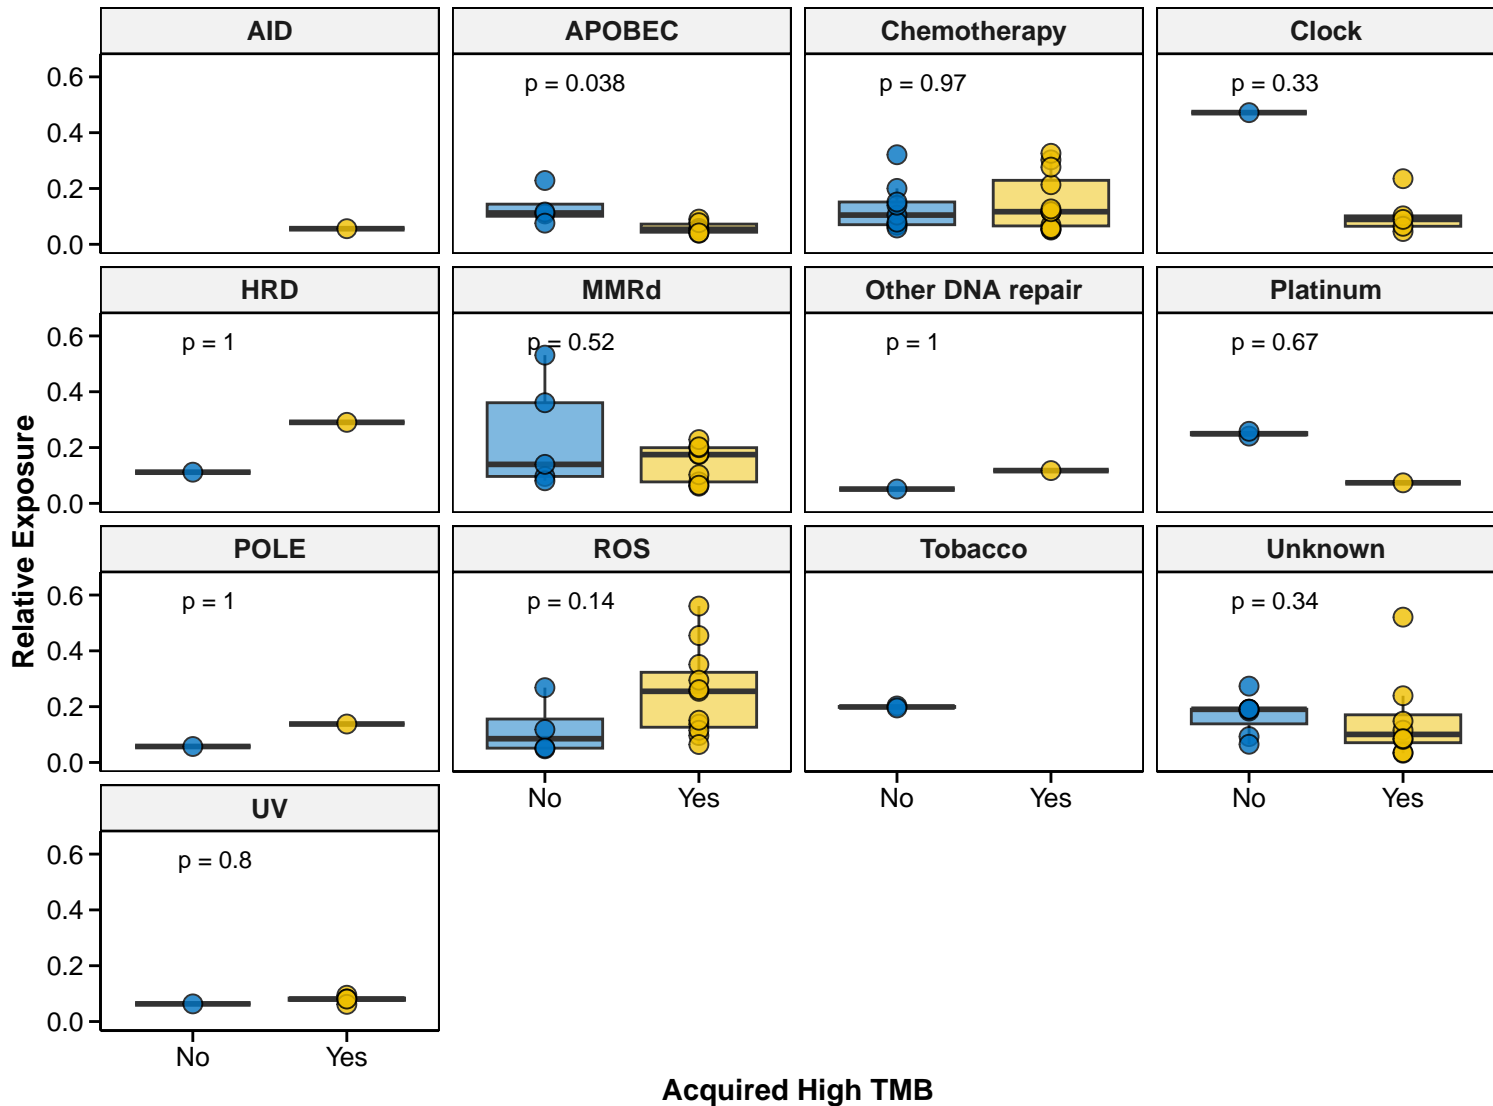 AID
APOBEC
Chemotherapy
Clock
0.6
0.4
0.2
0.0
p = 0.038
p = 0.97
p = 0.33
HRD
MMRd
Other DNA repair
Platinum
0.6
0.4
0.2
0.0
p = 1
p = 0.52
p = 1
p = 0.67
Relative Exposure
POLE
ROS
Tobacco
Unknown
0.6
0.4
0.2
0.0
p = 1
p = 0.14
p = 0.34
No
Yes
No
Yes
No
Yes
UV
0.6
0.4
0.2
0.0
p = 0.8
No
Yes
Acquired High TMB